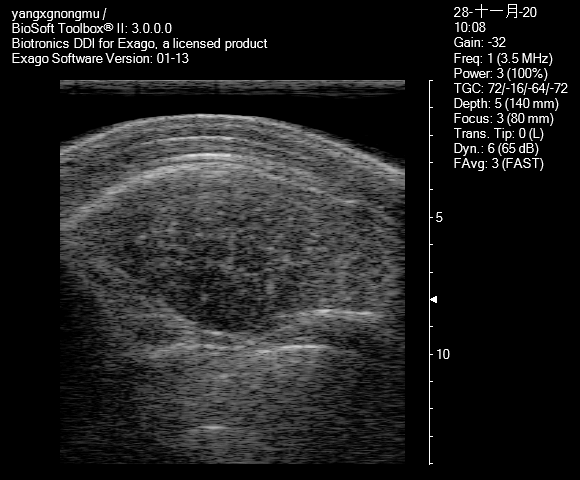 yangxgnongmu /
BioSoft Toolbox® II: 3.0.0.0
Biotronics DDI for Exago, a licensed product
Exago Software Version: 01-13
28-十一月-20
10:08
Gain: -32
Freq: 1 (3.5 MHz)
Power: 3 (100%)
TGC: 72/-16/-64/-72
Depth: 5 (140 mm)
Focus: 3 (80 mm)
Trans. Tip: 0 (L)
Dyn.: 6 (65 dB)
FAvg: 3 (FAST)
5
10